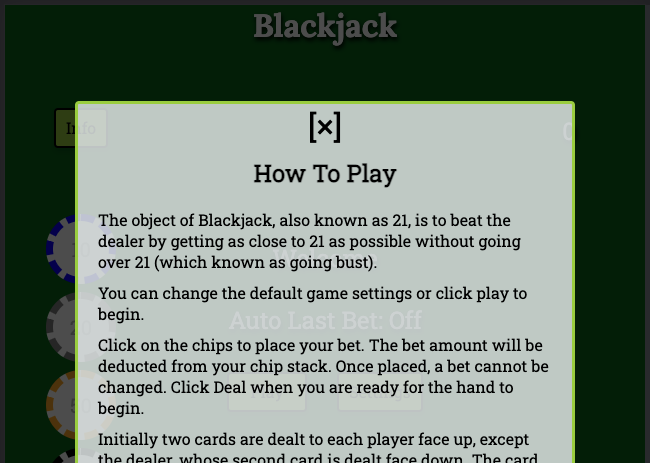 Blackjack
Info
[×]
How To Play
The object of Blackjack, also known as 21, is to beat the
dealer by getting as close to 21 as possible without going
over 21 (which known as going bust).
You can change the default game settings or click play to
begin.
Auto Last Bet: Off
Click on the chips to place your bet. The bet amount will be
deducted from your chip stack. Once placed, a bet cannot be
changed. Click Deal when you are ready for the hand to
begin.
Initially two cards are dealt to each player face up, except
the dealer, whose second card is dealt face down. The card